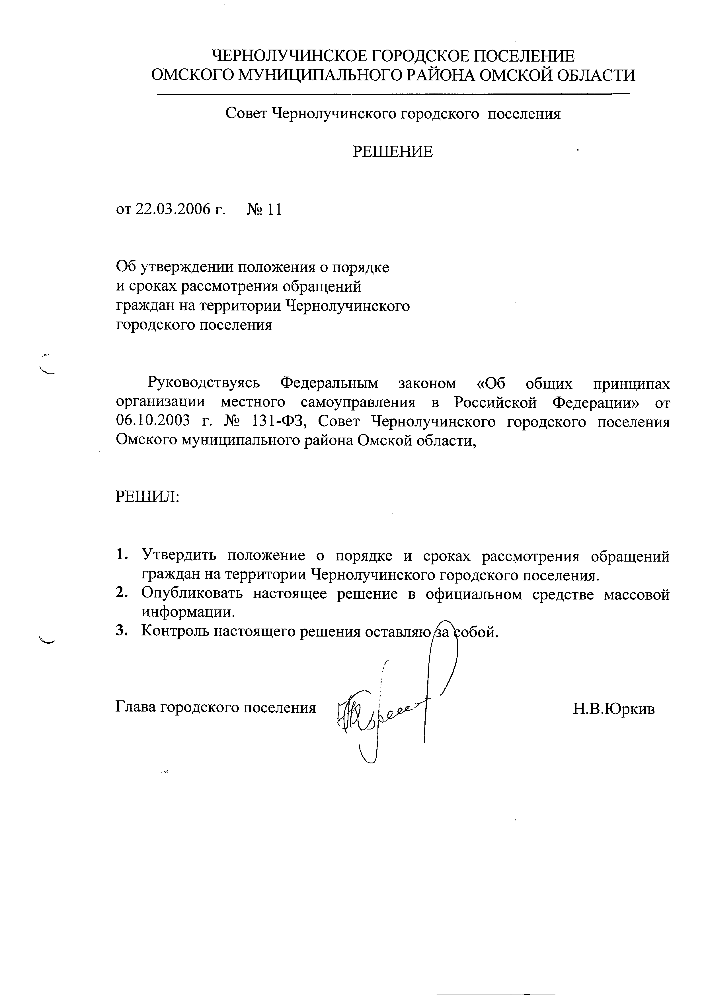 ЧЕРНОЛУЧИНСКОЕ ГОРОДСКОЕ ПОСЕЛЕНИЕ
ОМСКОГО МУНИЦИПАЛЬНОГО РАЙОНА ОМСКОЙ ОБЛАСТИ
Совет Чернолучинского городского поселения
РЕШЕНИЕ
от 22.03.2006 г. № 11
Об утверждении положения о порядке
и сроках рассмотрения обращений
граждан на территории Чернолучинского
городского поселения
Руководствуясь Федеральным законом «Об общих принципах
организации местного самоуправления в Российской Федерации» от
06.10.2003 г. № 131-ФЗ, Совет Чернолучинского городского поселения
Омского муниципального района Омской области,
РЕШИЛ:
1. Утвердить положение о порядке и сроках рассмотрения обращений
граждан на территории Чернолучинского городского поселения.
2. Опубликовать настоящее решение в официальном средстве массовой
информации.
3. Контроль настоящего решения оставляю за собой.
Глава городского поселения Н.В.Юркив